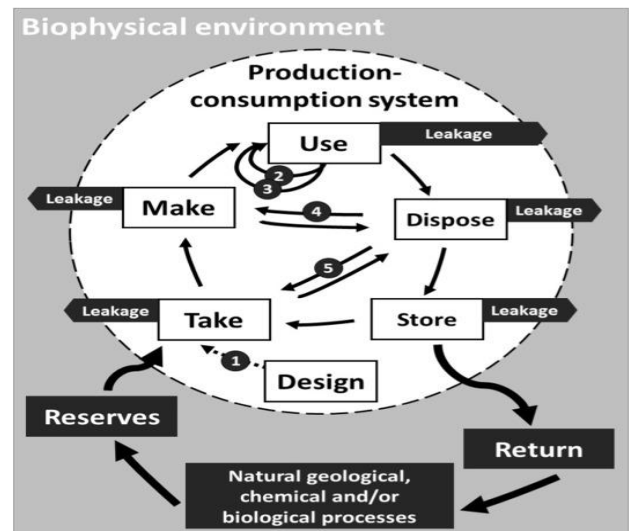 Biophysical environment
Production-
consumption system
Use
Leakage
2
3
Leakage
Make
4
Dispose
Leakage
5
Leakage
Take
Store
Leakage
1
Design
Reserves
Return
Natural geological,
chemical and/or
biological processes